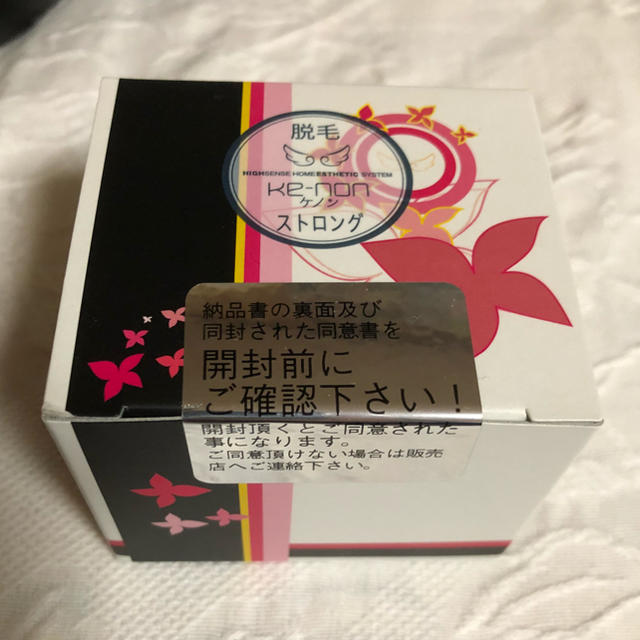 脱毛
HIGHSENSE HOMEESTHETIC SYSTEM
Ke-non
ケノン
ストロング
納品書の裏面及び
同封された同意書を
開封前に
ご確認下さい！
開封頂くとご同意された
事になります。
ご同意頂けない場合は販売
店へご連絡下さい。